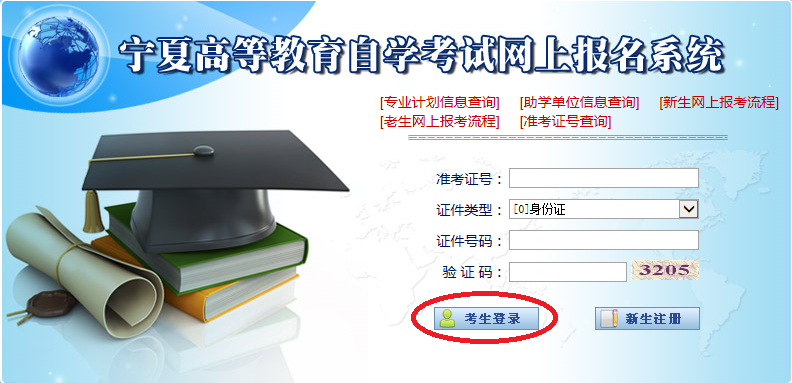 宁夏高等教育自学考试网上报名系统
[专业计划信息查询] [助学单位信息查询] [新生网上报考流程]
[老生网上报考流程] [准考证号查询]
准考证号：
证件类型： [0]身份证
证件号码：
验 证 码： 3205
考生登录 新生注册